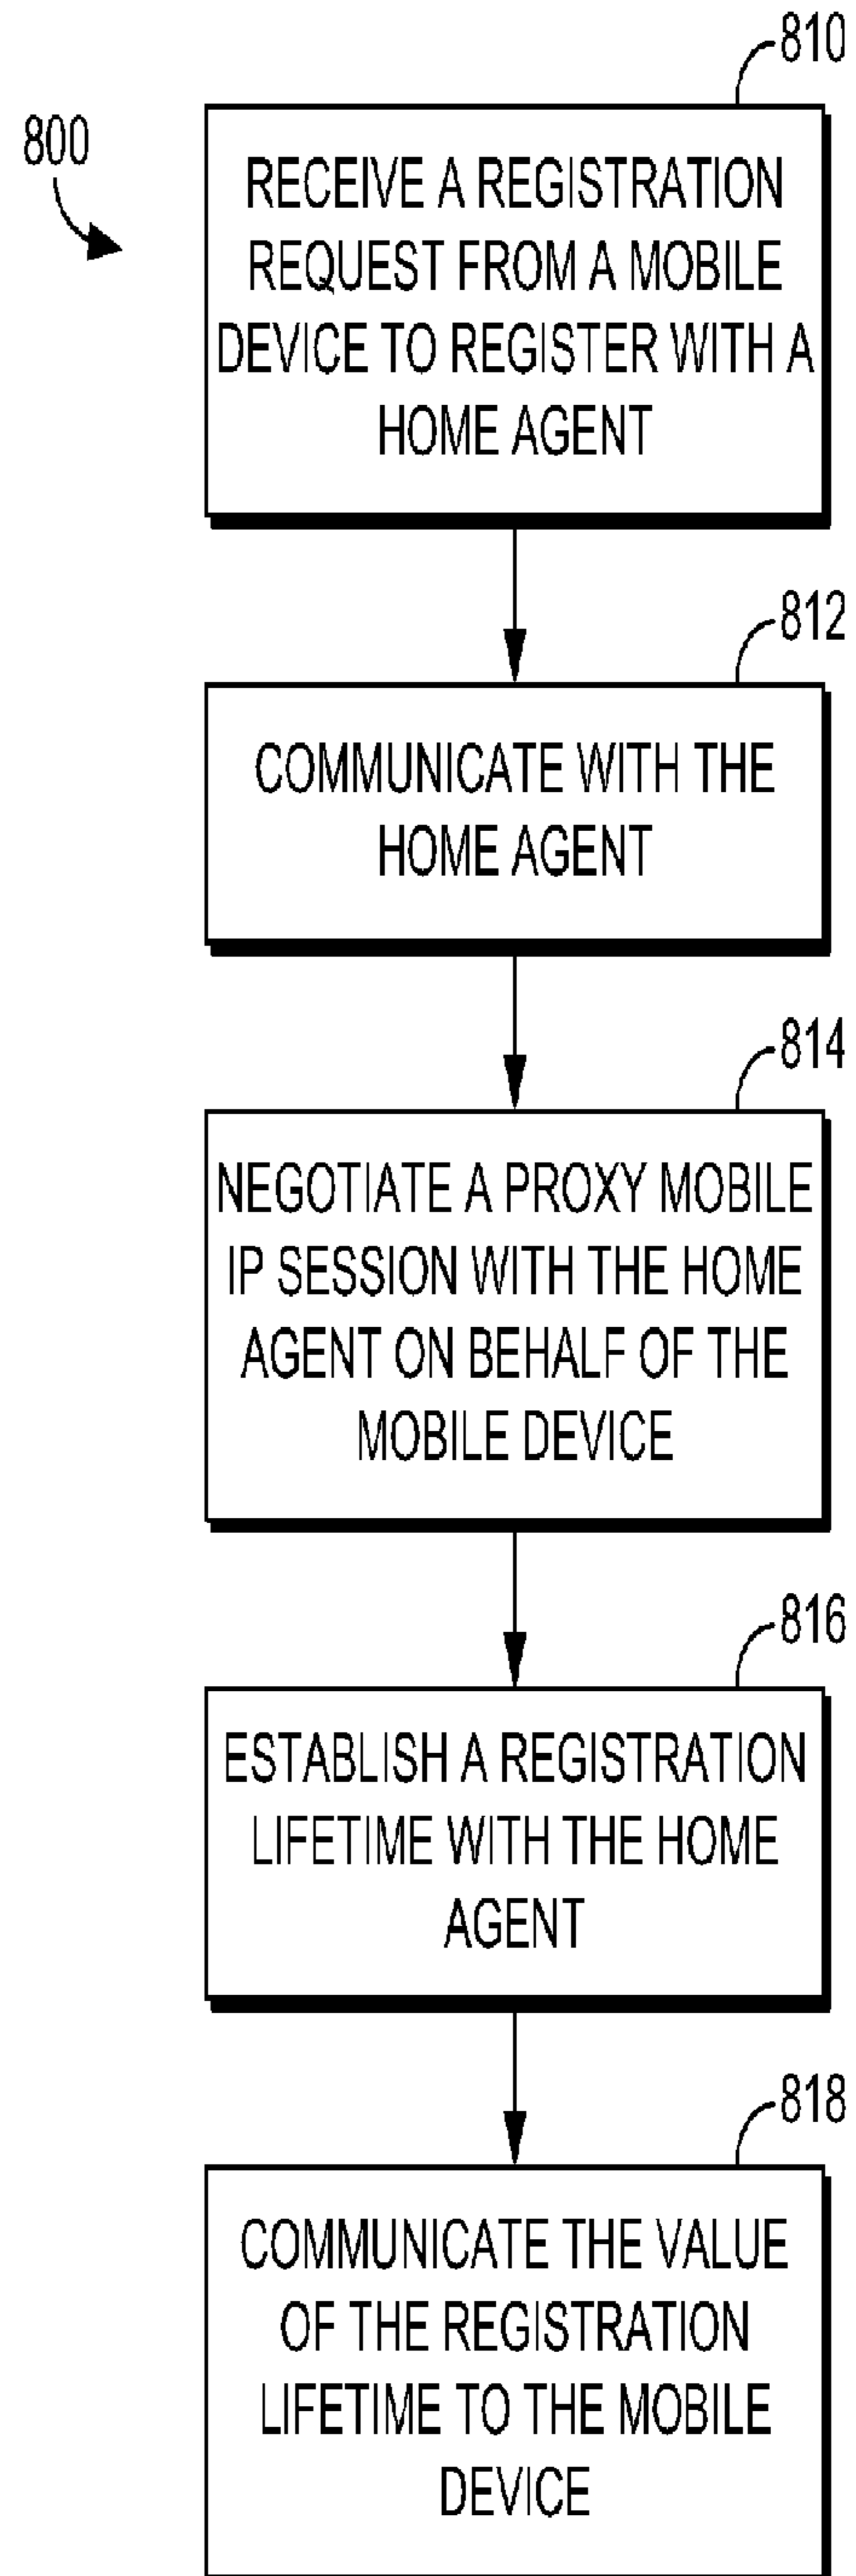 810
800
RECEIVE A REGISTRATION
REQUEST FROM A MOBILE
DEVICE TO REGISTER WITH A
HOME AGENT
812
COMMUNICATE WITH THE
HOME AGENT
814
NEGOTIATE A PROXY MOBILE
IP SESSION WITH THE HOME
AGENT ON BEHALF OF THE
MOBILE DEVICE
816
ESTABLISH A REGISTRATION
LIFETIME WITH THE HOME
AGENT
818
COMMUNICATE THE VALUE
OF THE REGISTRATION
LIFETIME TO THE MOBILE
DEVICE